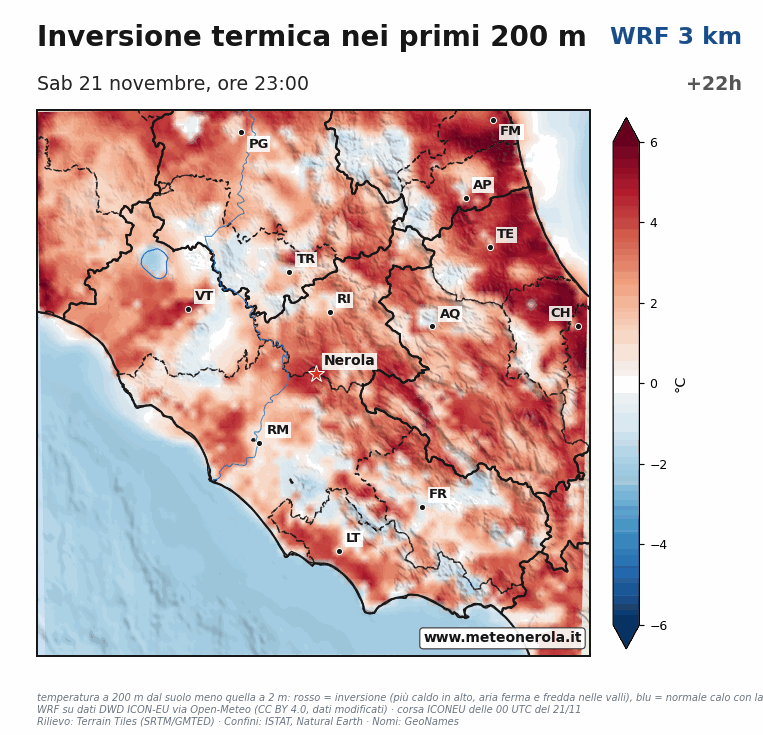 Inversione termica nei primi 200 m WRF 3 km
Sab 21 novembre, ore 23:00 +22h
FM
PG
AP
TE
TR
VT
RI
AQ
CH
Nerola
RM
FR
LT
6
4
2
0
−2
−4
−6
°C
www.meteonerola.it
temperatura a 200 m dal suolo meno quella a 2 m: rosso = inversione (più caldo in alto, aria ferma e fredda nelle valli), blu = normale calo con la
WRF su dati DWD ICON-EU via Open-Meteo (CC BY 4.0, dati modificati) · corsa ICONEU delle 00 UTC del 21/11
Rilievo: Terrain Tiles (SRTM/GMTED) · Confini: ISTAT, Natural Earth · Nomi: GeoNames